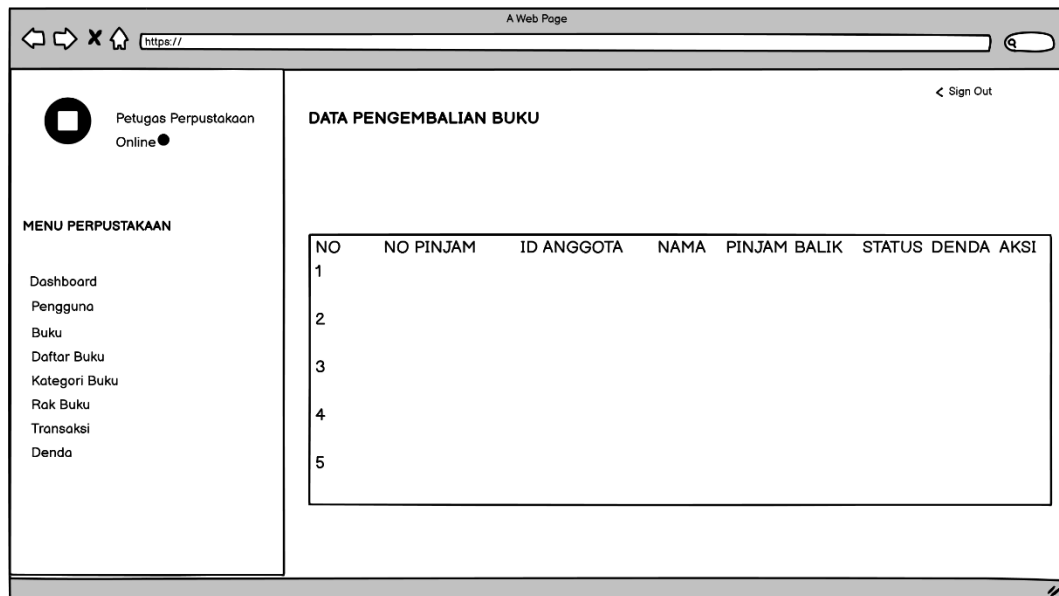 A Web Page
https://
Petugas Perpustakaan
Online
MENU PERPUSTAKAAN
Dashboard
Pengguna
Buku
Daftar Buku
Kategori Buku
Rak Buku
Transaksi
Denda
Sign Out
DATA PENGEMBALIAN BUKU
NO NO PINJAM ID ANGGOTA NAMA PINJAM BALIK STATUS DENDA AKSI
1
2
3
4
5